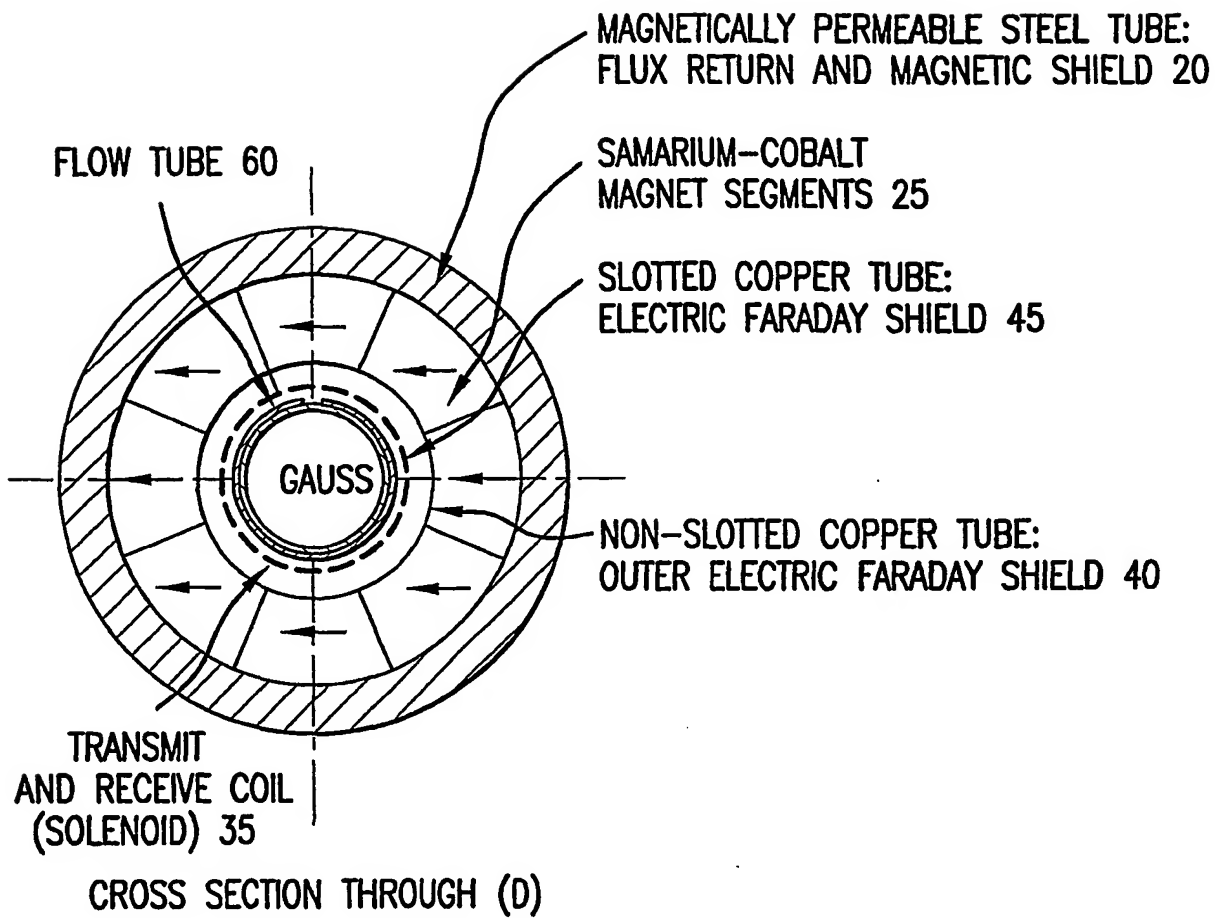 MAGNETICALLY PERMEABLE STEEL TUBE:
FLUX RETURN AND MAGNETIC SHIELD 20
FLOW TUBE 60
SAMARIUM-COBALT
MAGNET SEGMENTS 25
SLOTTED COPPER TUBE:
ELECTRIC FARADAY SHIELD 45
GAUSS
NON-SLOTTED COPPER TUBE:
OUTER ELECTRIC FARADAY SHIELD 40
TRANSMIT
AND RECEIVE COIL
(SOLENOID) 35
CROSS SECTION THROUGH (D)